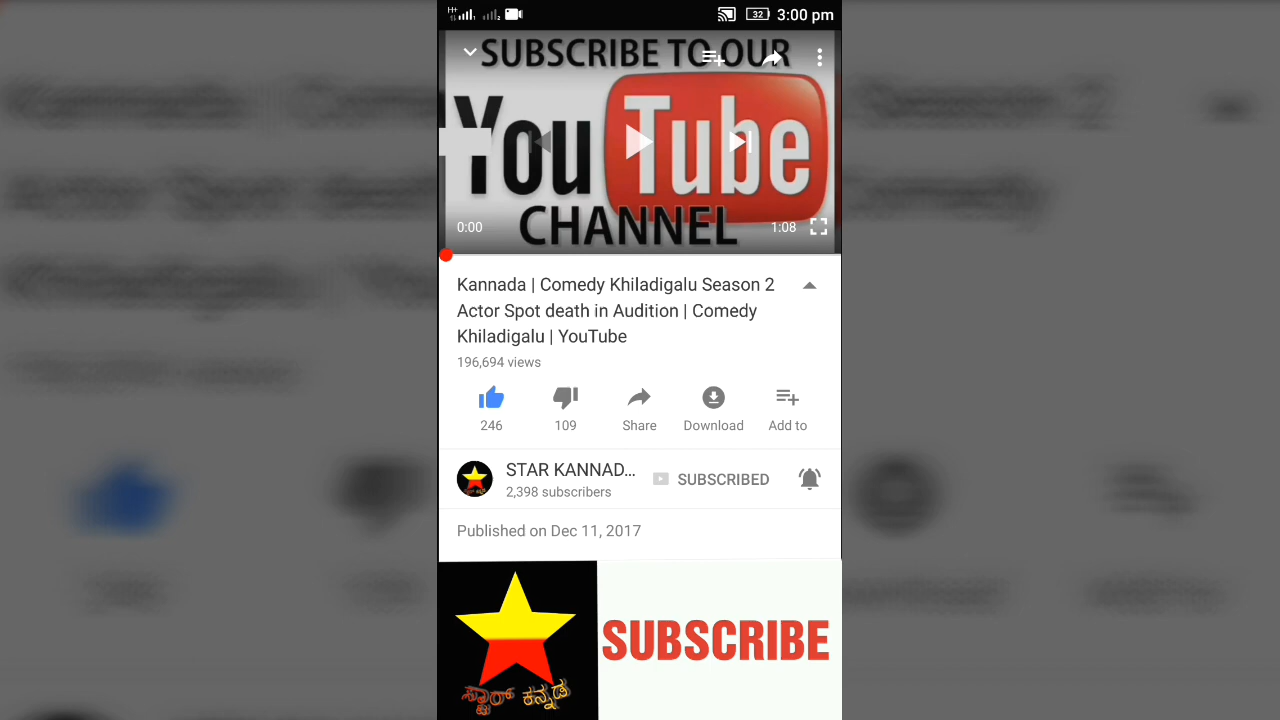 H+
32
3:00 pm
SUBSCRIBE TO OUR
YouTube
CHANNEL
0:00
1:08
Kannada | Comedy Khiladigalu Season 2
Actor Spot death in Audition | Comedy
Khiladigalu | YouTube
196,694 views
246
109
Share
Download
Add to
STAR KANNAD...
SUBSCRIBED
2,398 subscribers
Published on Dec 11, 2017
SUBSCRIBE
ಸ್ಟಾರ್ ಕನ್ನಡ